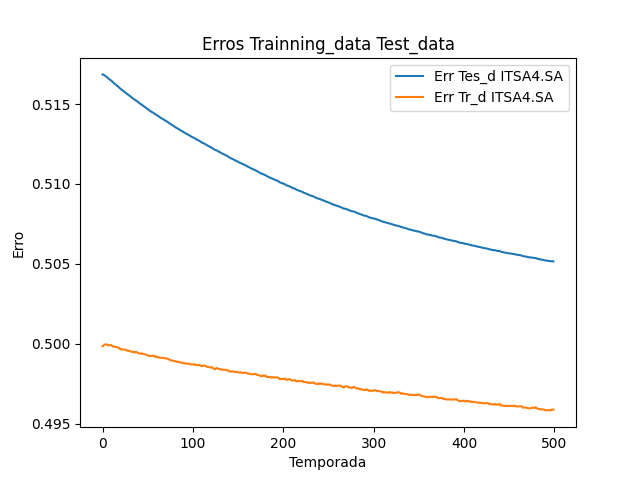 Erros Trainning_data Test_data
Err Tes_d ITSA4.SA
Err Tr_d ITSA4.SA
0.515
0.510
0.505
0.500
0.495
Erro
0 100 200 300 400 500
Temporada